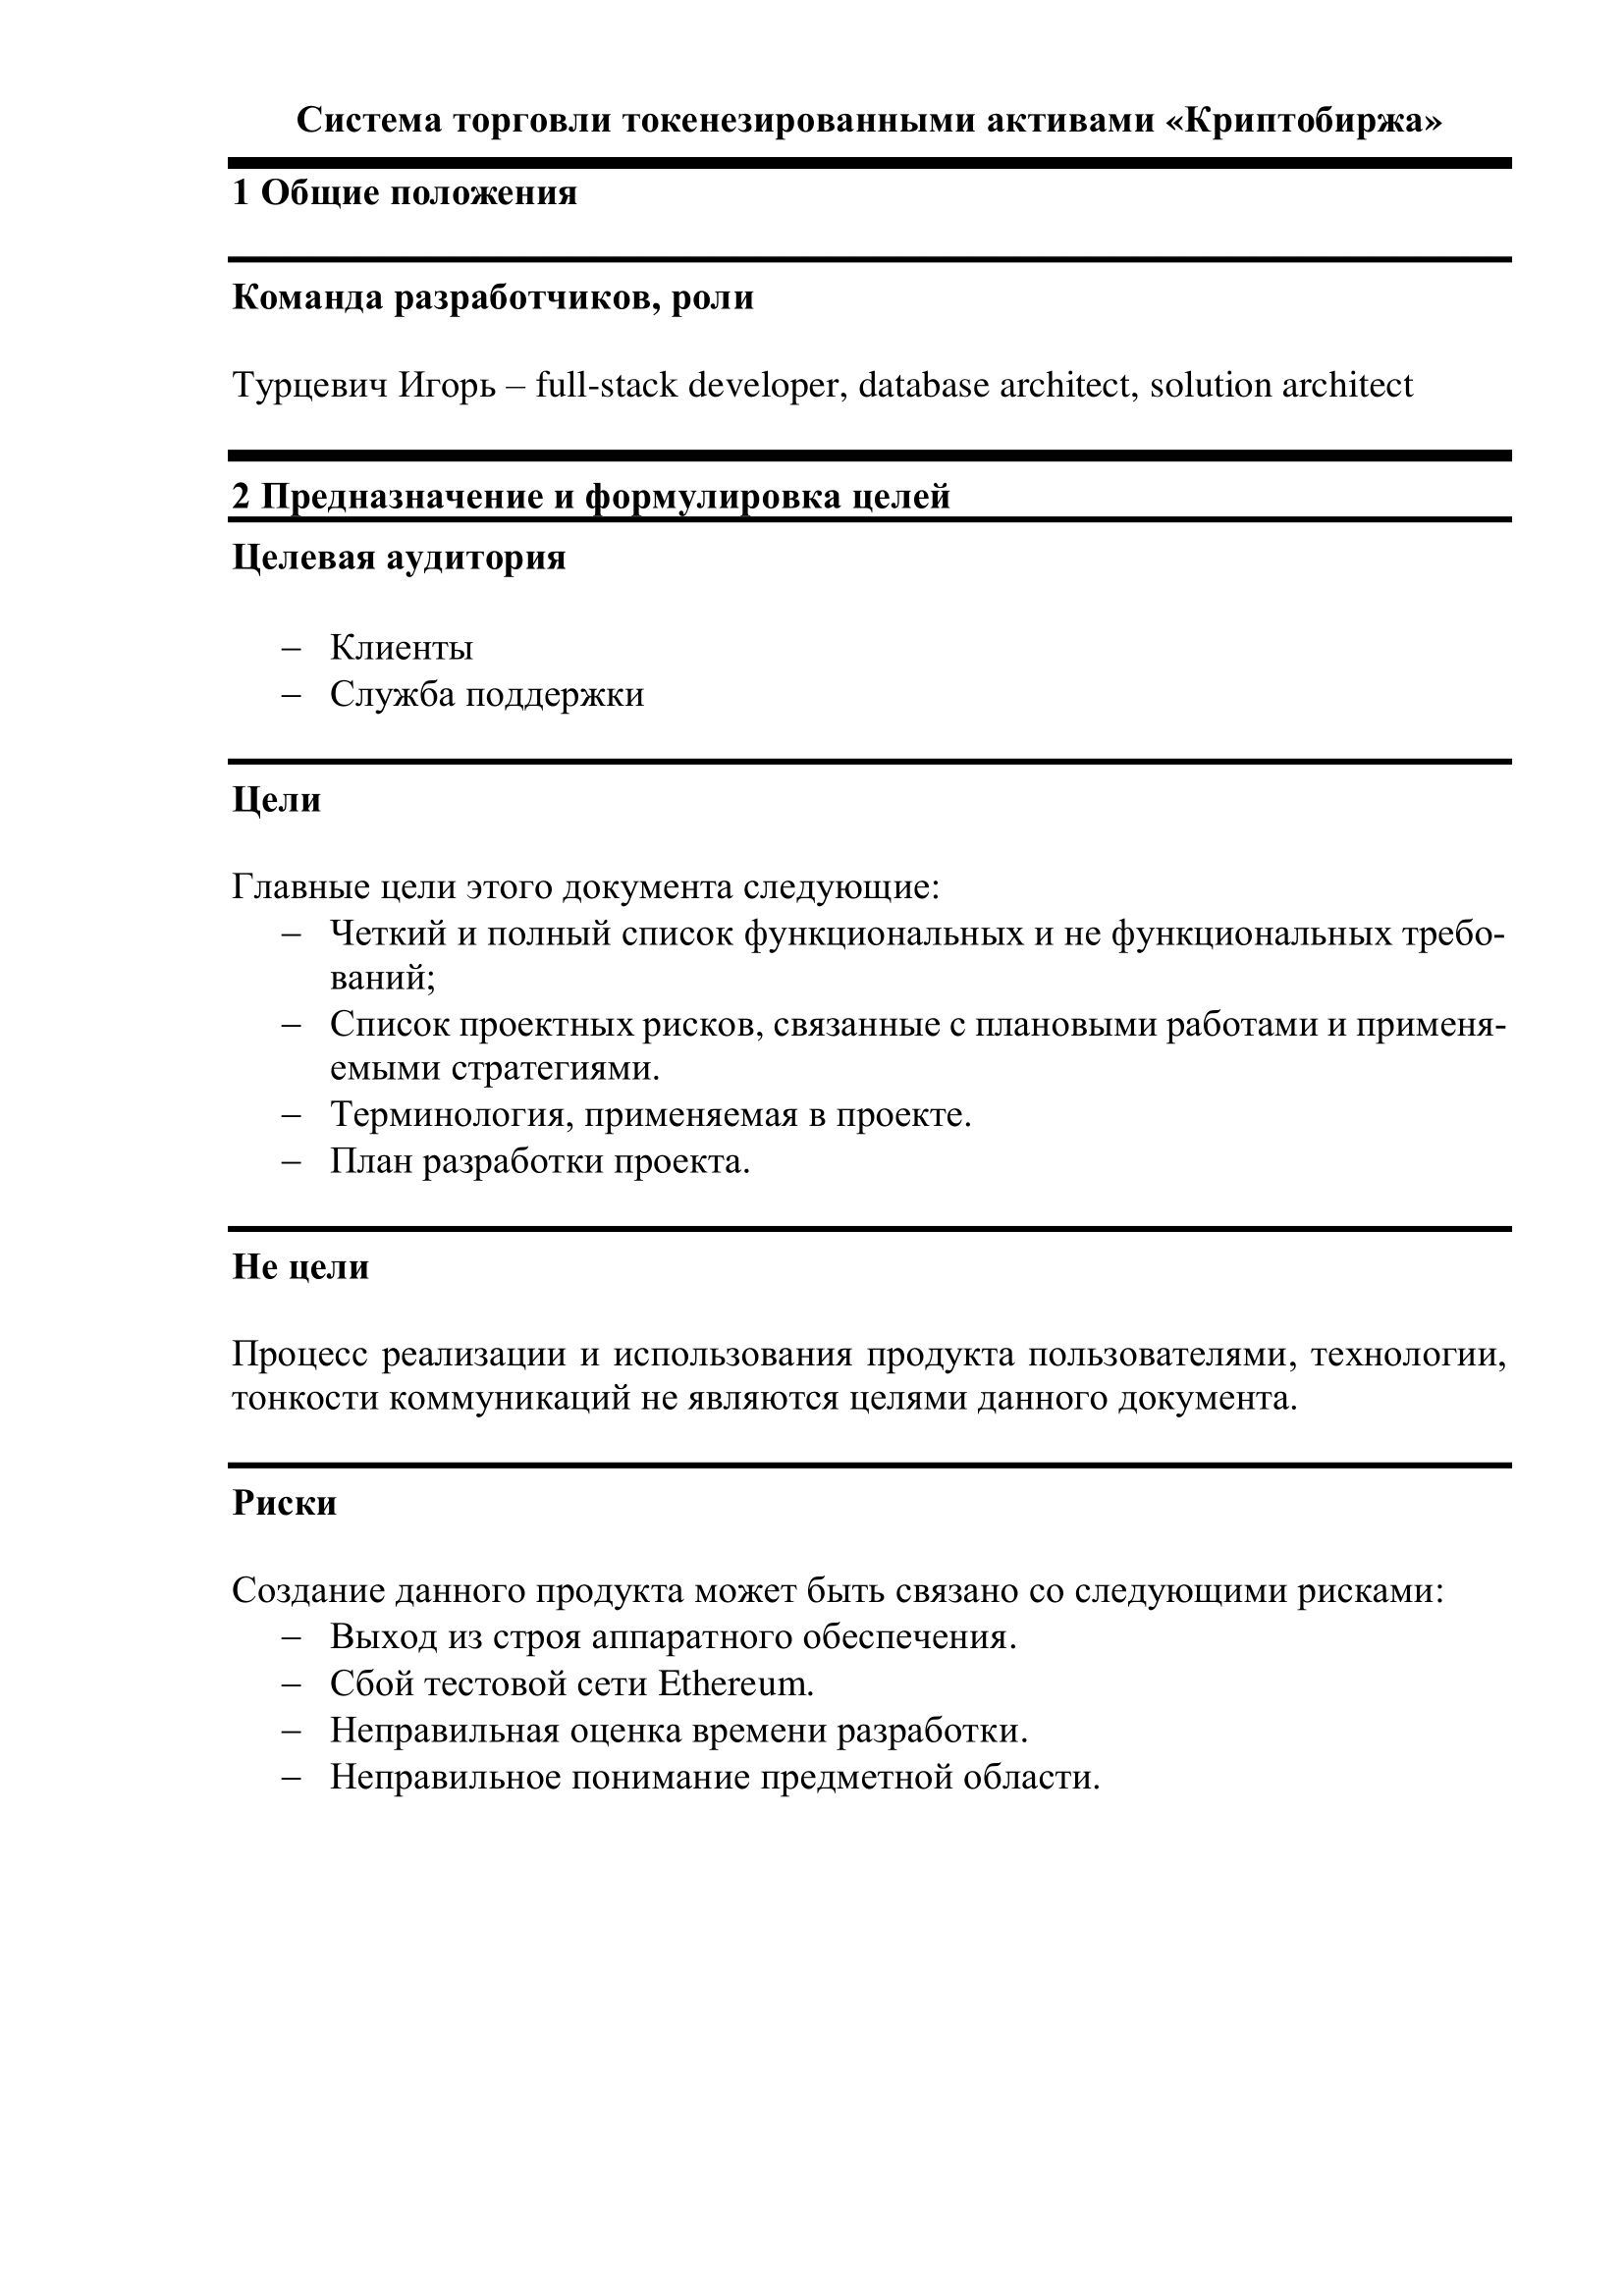 Система торговли токенезированными активами «Криптобиржа»
1 Общие положения
Команда разработчиков, роли
Турцевич Игорь – full-stack developer, database architect, solution architect
2 Предназначение и формулировка целей
Целевая аудитория
– Клиенты
– Служба поддержки
Цели
Главные цели этого документа следующие:
– Четкий и полный список функциональных и не функциональных требо-
ваний;
– Список проектных рисков, связанные с плановыми работами и применя-
емыми стратегиями.
– Терминология, применяемая в проекте.
– План разработки проекта.
Не цели
Процесс реализации и использования продукта пользователями, технологии,
тонкости коммуникаций не являются целями данного документа.
Риски
Создание данного продукта может быть связано со следующими рисками:
– Выход из строя аппаратного обеспечения.
– Сбой тестовой сети Ethereum.
– Неправильная оценка времени разработки.
– Неправильное понимание предметной области.